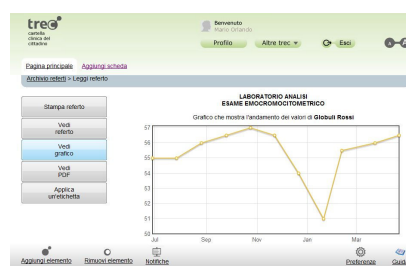 trec
cartella
clinica del
cittadino
Benvenuto
Mario Orlando
Profilo
Altre trec
Esci
A
Pagina principale
Aggiungi scheda
Archivio referti > Leggi referto
Stampa referto
Vedi
referto
Vedi
grafico
Vedi
PDF
Applica
un'etichetta
LABORATORIO ANALISI
ESAME EMOCROMOCITOMETRICO
Grafico che mostra l'andamento dei valori di Globuli Rossi
57
56
55
54
53
52
51
50
Jul
Sep
Nov
Jan
Mar
Aggiungi elemento
Rimuovi elemento
Notifiche
Preferenze
Guida